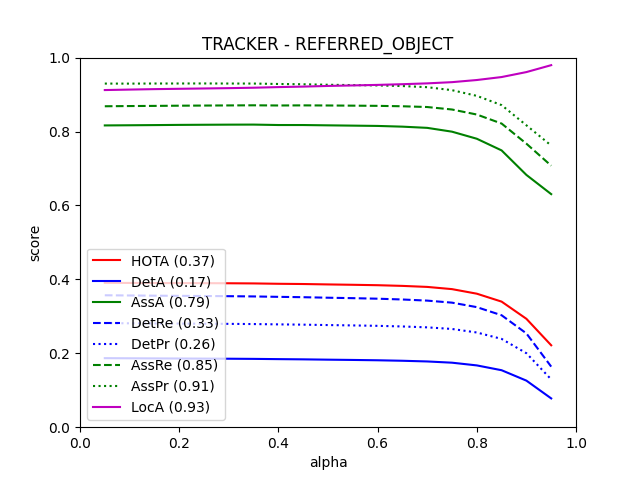 TRACKER - REFERRED_OBJECT
1.0
0.8
0.6
0.4
0.2
0.0
score
HOTA (0.37)
DetA (0.17)
AssA (0.79)
DetRe (0.33)
DetPr (0.26)
AssRe (0.85)
AssPr (0.91)
LocA (0.93)
0.0 0.2 0.4 0.6 0.8 1.0
alpha